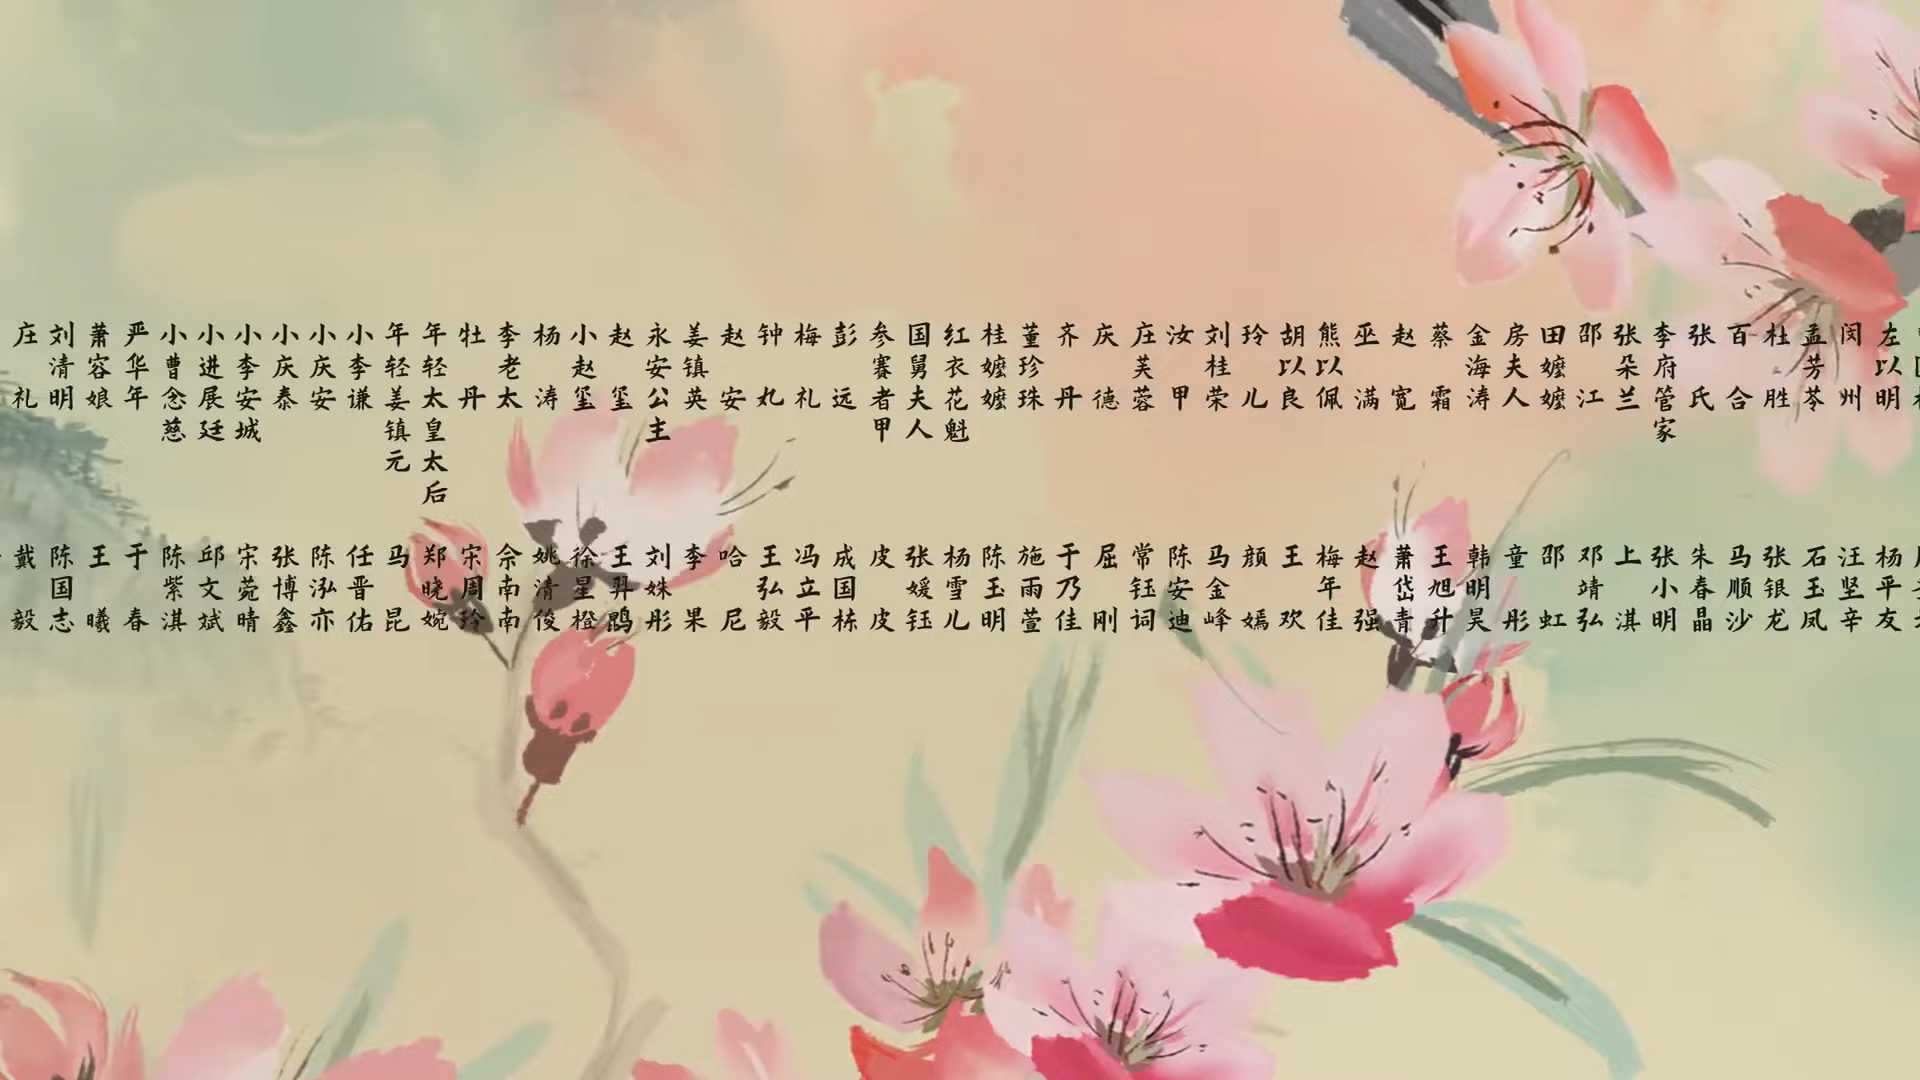 左以明
闵州
孟芳苓
杜胜
百合
张氏
李府管家
张朵兰
邵江
田嬷嬷
房夫人
金海涛
蔡霜
赵宽
巫满
熊以佩
胡以良
玲儿
刘桂荣
汝甲
庄芙蓉
庆德
齐丹
董珍珠
桂嬷嬷
红衣花魁
国舅夫人
参赛者甲
彭远
梅礼
钟丸
赵安
姜镇英
永安公主
赵玺
小赵玺
杨涛
李老太
牡丹
年轻太皇太后
年轻姜镇元
小李谦
小庆安
小庆泰
小李安城
小进展廷
小曹念慈
严华年
萧容娘
刘清明
庄礼
杨平友
汪坚辛
石玉凤
张银龙
马顺沙
朱春晶
张小明
上淇
邓靖弘
邵虹
童彤
韩明昊
王旭升
萧岱青
赵强
梅年佳
王欢
颜嫣
马金峰
陈安迪
常钰词
屈刚
于乃佳
施雨萱
陈玉明
杨雪儿
张媛钰
皮皮
成国栋
冯立平
王弘毅
哈尼
李果
刘姝彤
王羿鹍
徐星橙
姚清俊
佘南南
宋周玲
郑晓婉
马昆
任晋佑
陈泓亦
张博鑫
宋菀晴
邱文斌
陈紫淇
于春
王曦
陈国志
戴毅